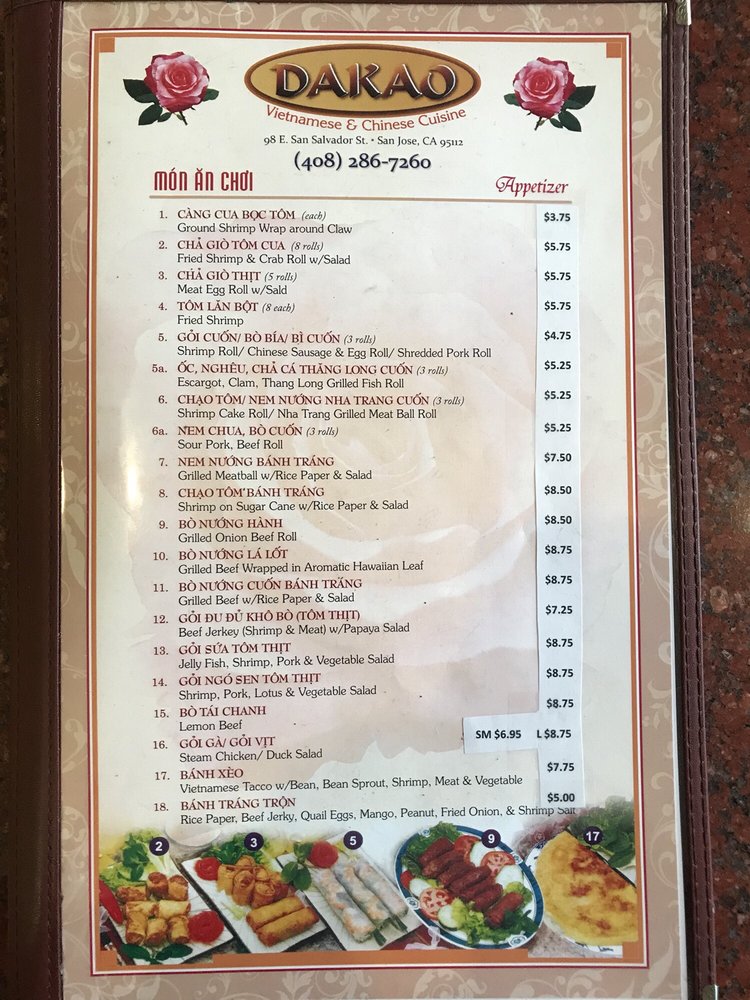 DAKAO
Vietnamese & Chinese Cuisine
98 E. San Salvador St. • San Jose, CA 95112
(408) 286-7260
MÓN ĂN CHƠI Appetizer
1. CÀNG CUA BỌC TÔM (each) $3.75
Ground Shrimp Wrap around Claw
2. CHẢ GIÒ TÔM CUA (8 rolls) $5.75
Fried Shrimp & Crab Roll w/Salad
3. CHẢ GIÒ THỊT (5 rolls) $5.75
Meat Egg Roll w/Sald
4. TÔM LĂN BỘT (8 each) $5.75
Fried Shrimp
5. GỎI CUỐN/ BÒ BÍA/ BÌ CUỐN (3 rolls) $4.75
Shrimp Roll/ Chinese Sausage & Egg Roll/ Shredded Pork Roll
5a. ỐC, NGHÊU, CHẢ CÁ THĂNG LONG CUỐN (3 rolls) $5.25
Escargot, Clam, Thang Long Grilled Fish Roll
6. CHẠO TÔM/ NEM NƯỚNG NHA TRANG CUỐN (3 rolls) $5.25
Shrimp Cake Roll/ Nha Trang Grilled Meat Ball Roll
6a. NEM CHUA, BÒ CUỐN (3 rolls) $5.25
Sour Pork, Beef Roll
7. NEM NƯỚNG BÁNH TRÁNG $7.50
Grilled Meatball w/Rice Paper & Salad
8. CHẠO TÔM BÁNH TRÁNG $8.50
Shrimp on Sugar Cane w/Rice Paper & Salad
9. BÒ NƯỚNG HÀNH $8.50
Grilled Onion Beef Roll
10. BÒ NƯỚNG LÁ LỐT $8.75
Grilled Beef Wrapped in Aromatic Hawaiian Leaf
11. BÒ NƯỚNG CUỐN BÁNH TRĂNG $8.75
Grilled Beef w/Rice Paper & Salad
12. GỎI ĐU ĐỦ KHÔ BÒ (TÔM THỊT) $7.25
Beef Jerkey (Shrimp & Meat) w/Papaya Salad
13. GỎI SỨA TÔM THỊT $8.75
Jelly Fish, Shrimp, Pork & Vegetable Salad
14. GỎI NGÓ SEN TÔM THỊT $8.75
Shrimp, Pork, Lotus & Vegetable Salad
15. BÒ TÁI CHANH $8.75
Lemon Beef
16. GỎI GÀ/ GỎI VỊT SM $6.95 L $8.75
Steam Chicken/ Duck Salad
17. BÁNH XÈO $7.75
Vietnamese Tacco w/Bean, Bean Sprout, Shrimp, Meat & Vegetable
18. BÁNH TRÁNG TRỘN $5.00
Rice Paper, Beef Jerky, Quail Eggs, Mango, Peanut, Fried Onion, & Shrimp Salt
2 3 5 9 17